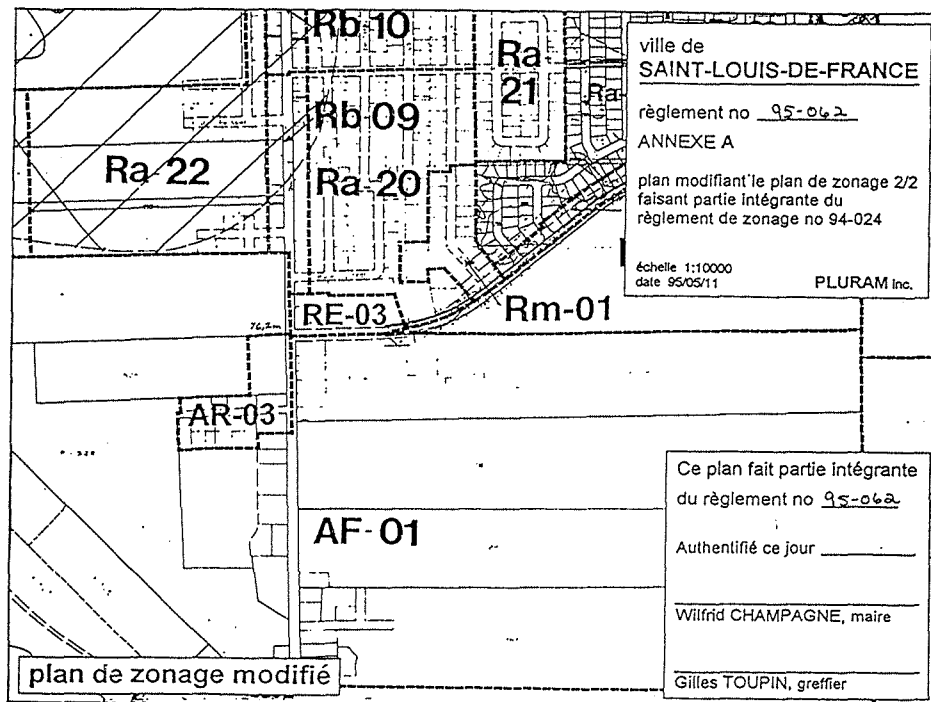 Rb-10
Ra-21
Ra-
Rb-09
Ra-22
Ra-20
RE-03
Rm-01
76,2m
AR-03
AF-01
plan de zonage modifié
ville de
SAINT-LOUIS-DE-FRANCE
règlement no 95-062
ANNEXE A
plan modifiant le plan de zonage 2/2
faisant partie intégrante du
règlement de zonage no 94-024
échelle 1:10000
date 95/05/11
PLURAM Inc.
Ce plan fait partie intégrante
du règlement no 95-062
Authentifié ce jour
Wilfrid CHAMPAGNE, maire
Gilles TOUPIN, greffier